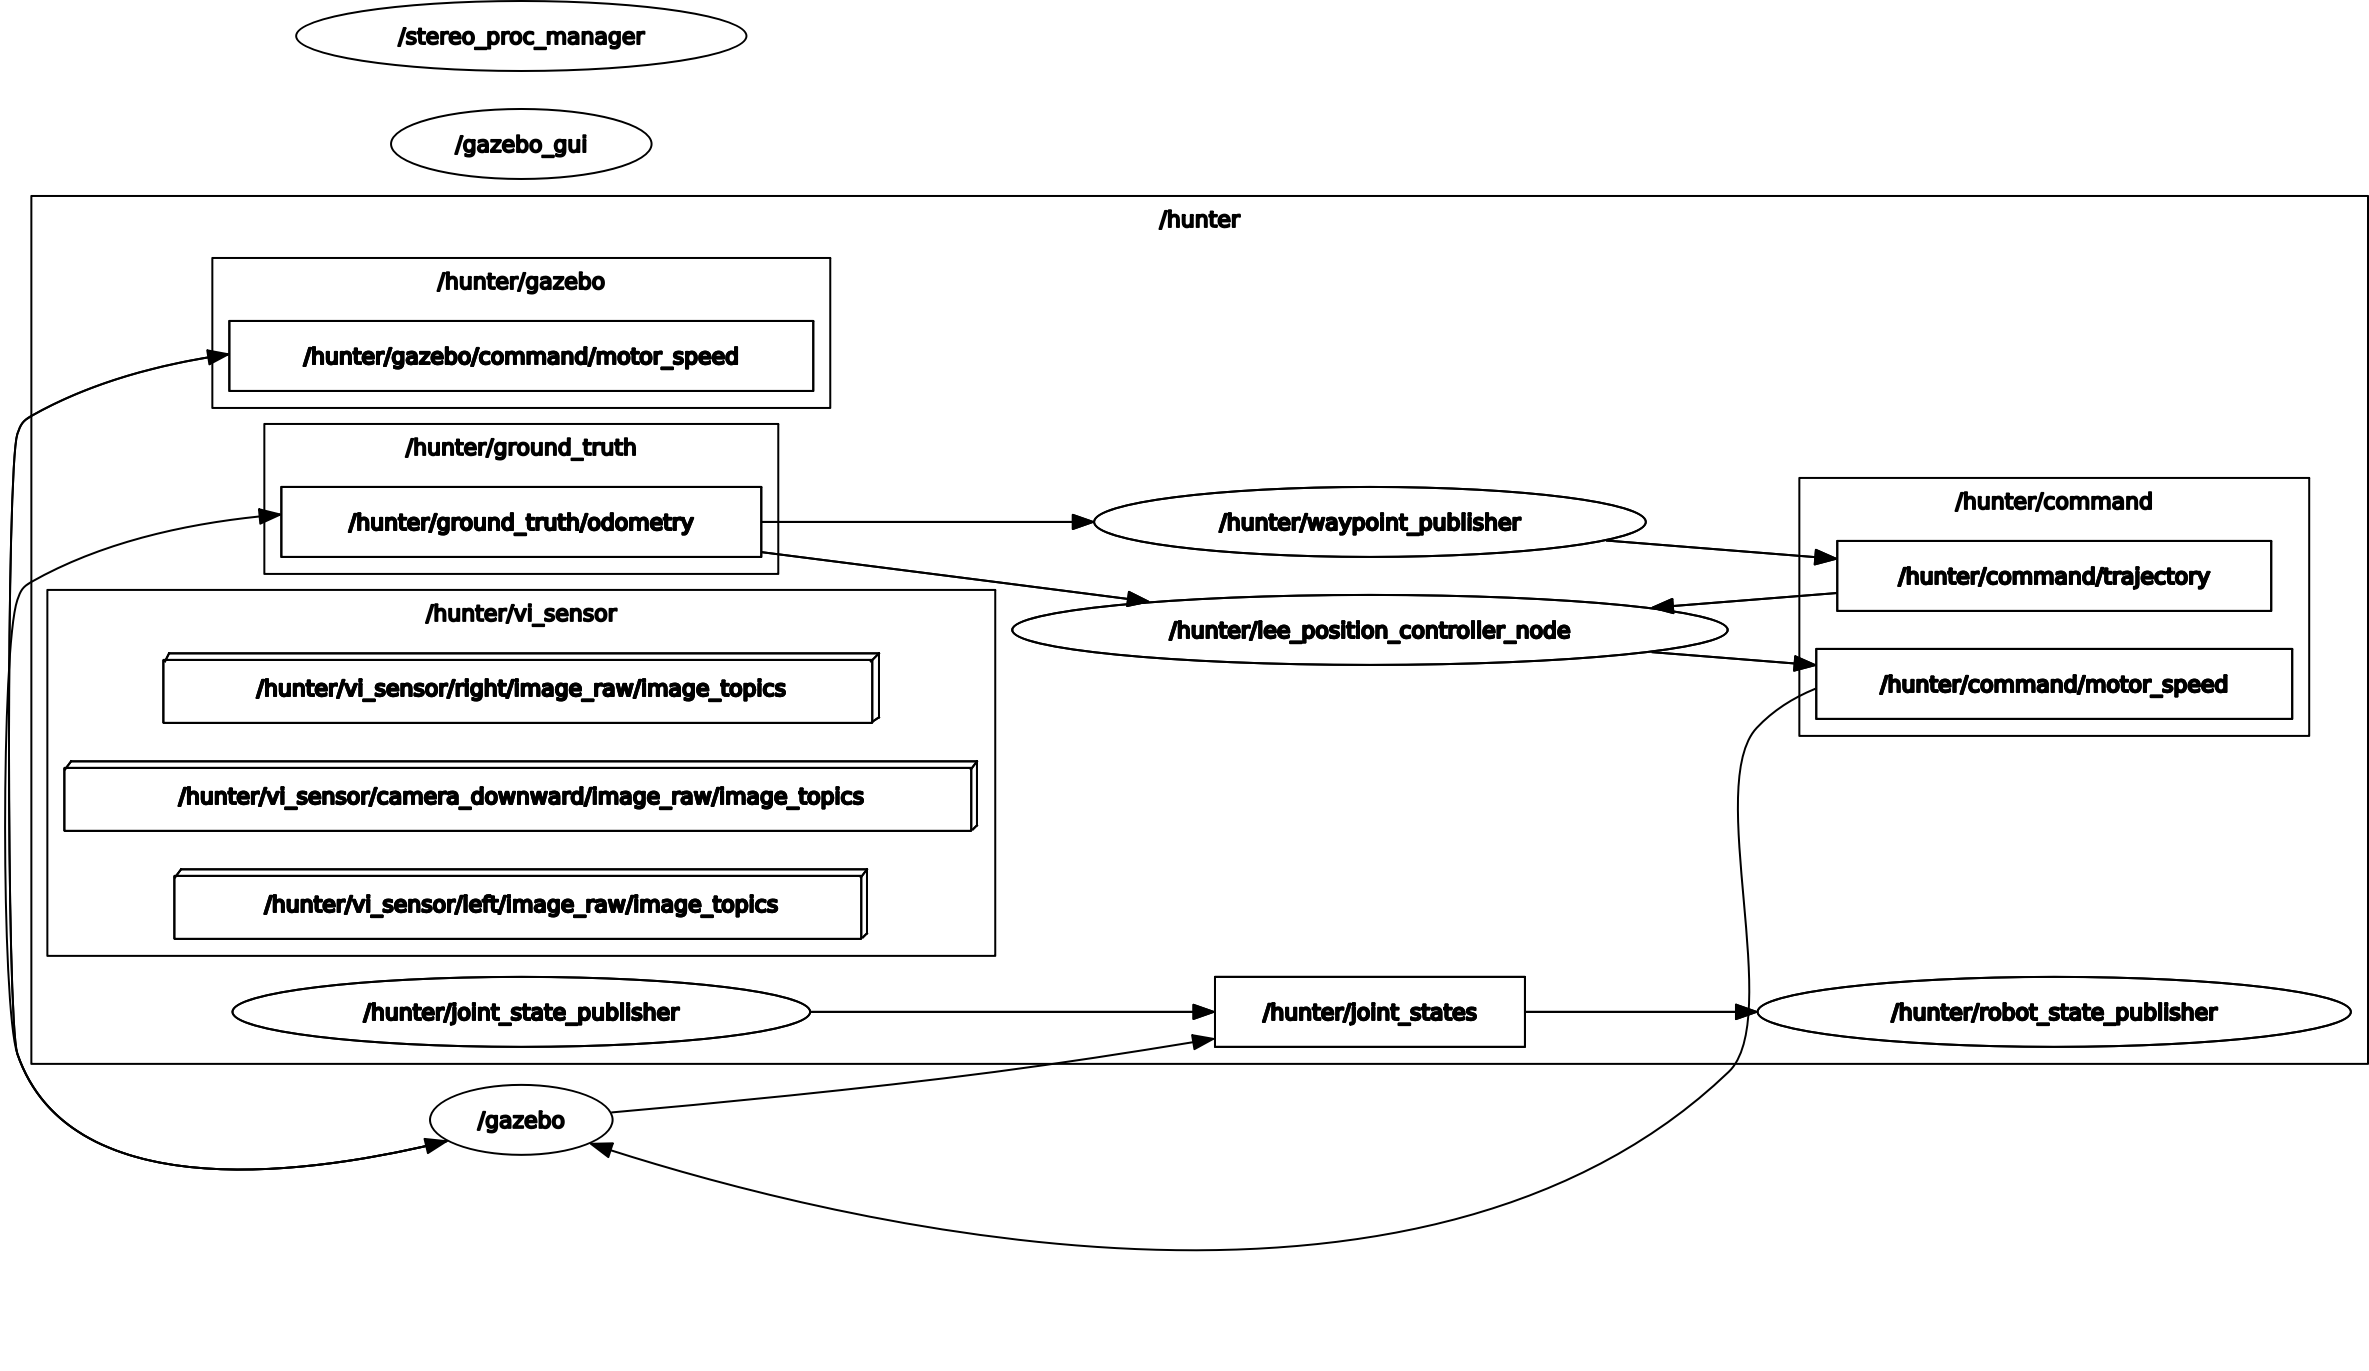 /stereo_proc_manager
/gazebo_gui
/hunter
/hunter/gazebo
/hunter/gazebo/command/motor_speed
/hunter/ground_truth
/hunter/ground_truth/odometry
/hunter/waypoint_publisher
/hunter/command
/hunter/command/trajectory
/hunter/vi_sensor
/hunter/lee_position_controller_node
/hunter/vi_sensor/right/image_raw/image_topics
/hunter/command/motor_speed
/hunter/vi_sensor/camera_downward/image_raw/image_topics
/hunter/vi_sensor/left/image_raw/image_topics
/hunter/joint_state_publisher
/hunter/joint_states
/hunter/robot_state_publisher
/gazebo